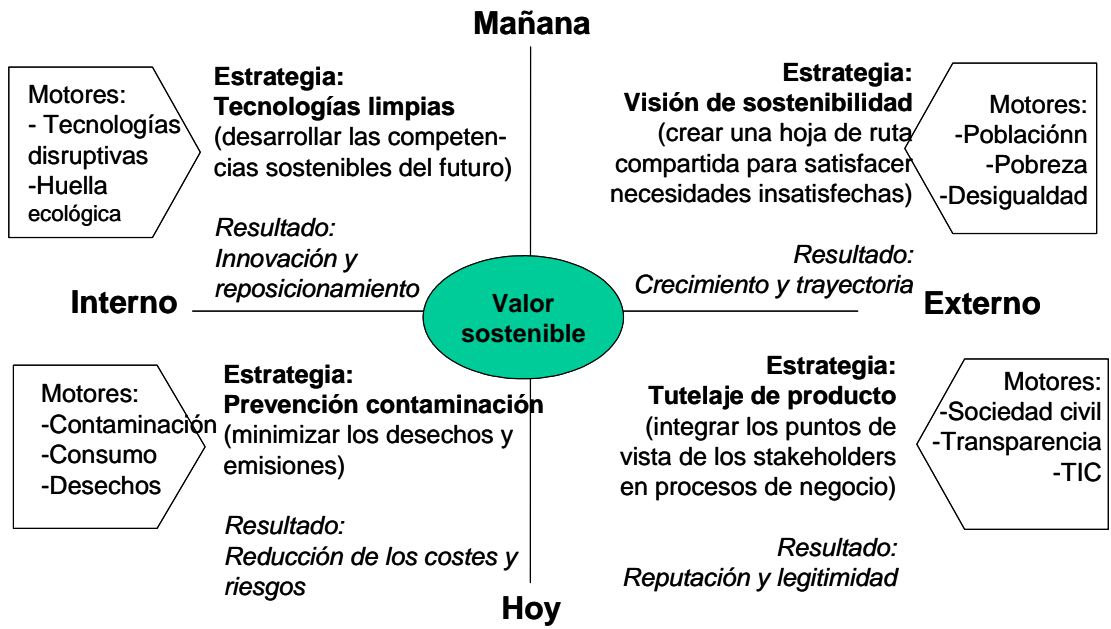 Mañana
Motores:
- Tecnologías
disruptivas
-Huella
ecológica
Estrategia:
Tecnologías limpias
(desarrollar las competen-
cias sostenibles del futuro)
Resultado:
Innovación y
reposicionamiento
Estrategia:
Visión de sostenibilidad
(crear una hoja de ruta
compartida para satisfacer
necesidades insatisfechas)
Resultado:
Crecimiento y trayectoria
Motores:
-Poblaciónn
-Pobreza
-Desigualdad
Interno
Valor
sostenible
Externo
Motores:
-Contaminación
-Consumo
-Desechos
Estrategia:
Prevención contaminación
(minimizar los desechos y
emisiones)
Resultado:
Reducción de los costes y
riesgos
Estrategia:
Tutelaje de producto
(integrar los puntos de
vista de los stakeholders
en procesos de negocio)
Resultado:
Reputación y legitimidad
Motores:
-Sociedad civil
-Transparencia
-TIC
Hoy